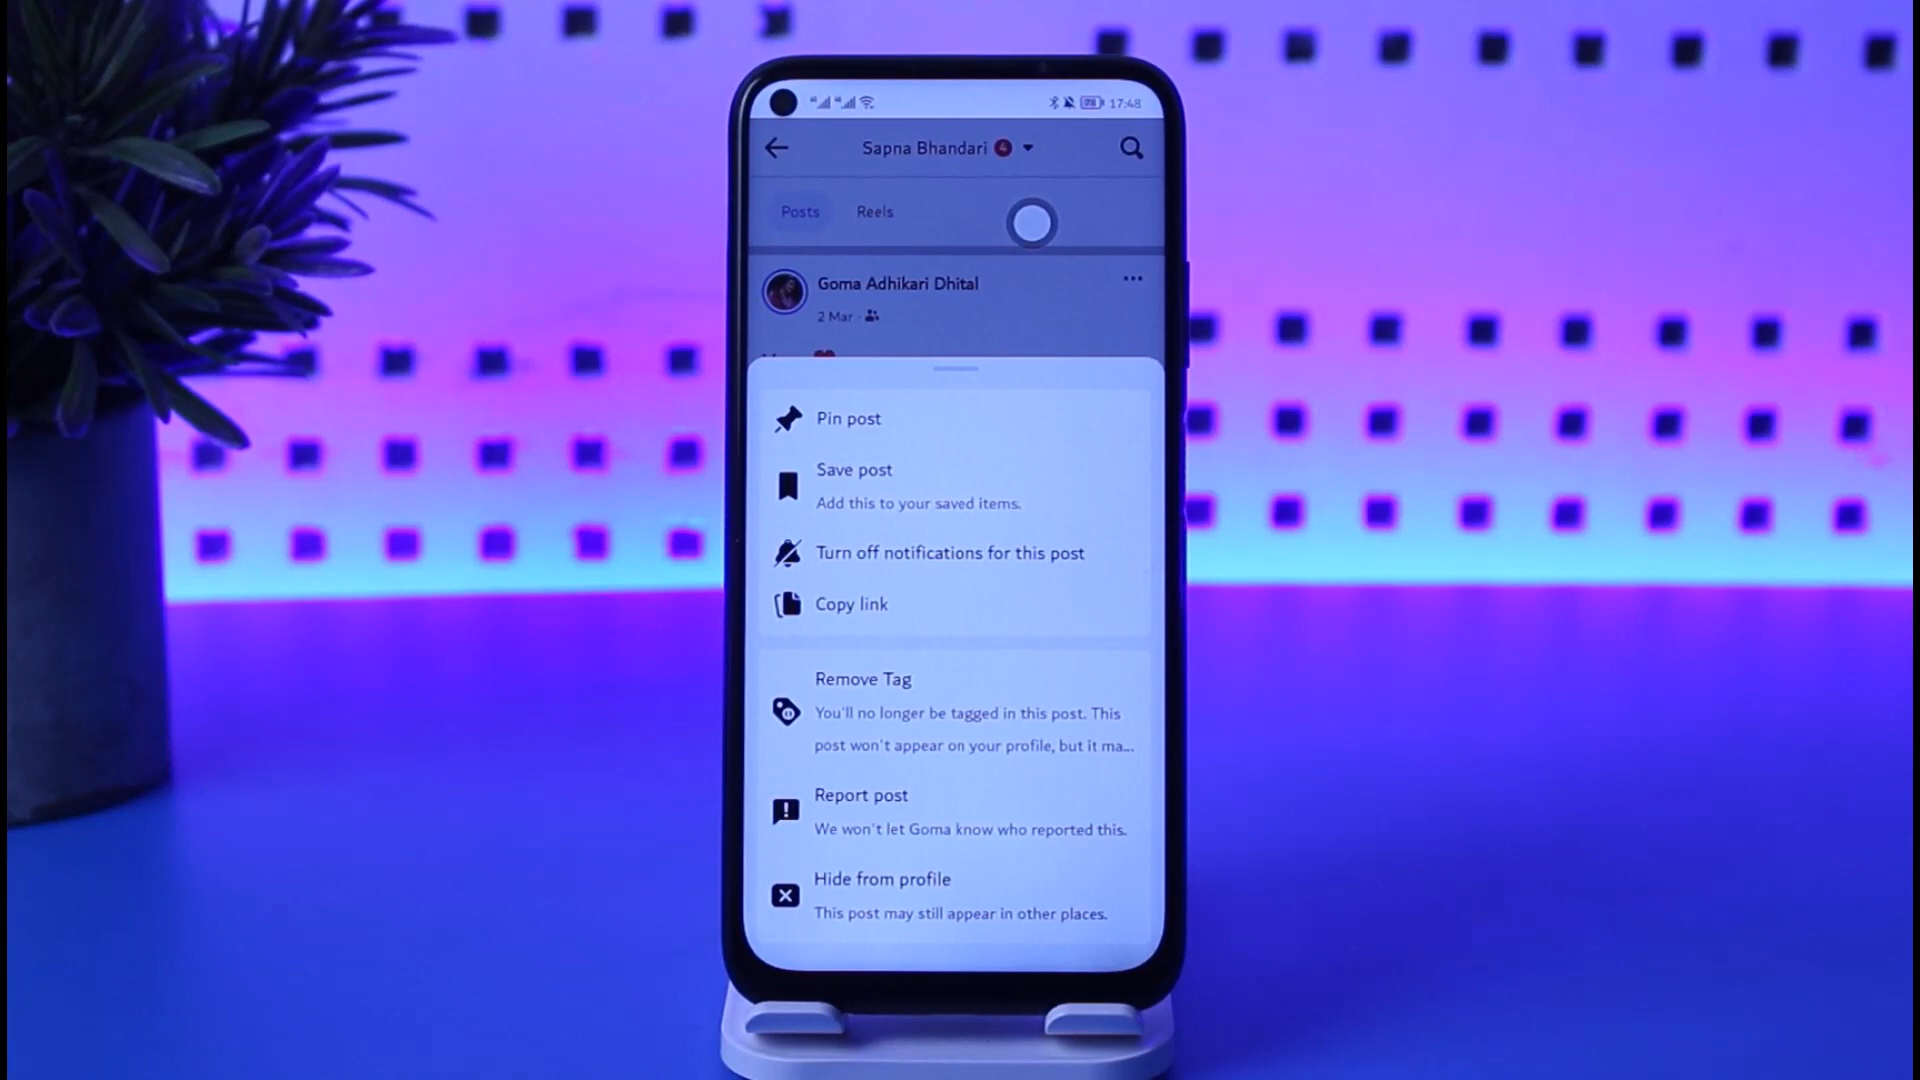 17:48
Sapna Bhandari 4
Posts Reels
Goma Adhikari Dhital
2 Mar ·
Pin post
Save post
Add this to your saved items.
Turn off notifications for this post
Copy link
Remove Tag
You'll no longer be tagged in this post. This
post won't appear on your profile, but it ma...
Report post
We won't let Goma know who reported this.
Hide from profile
This post may still appear in other places.